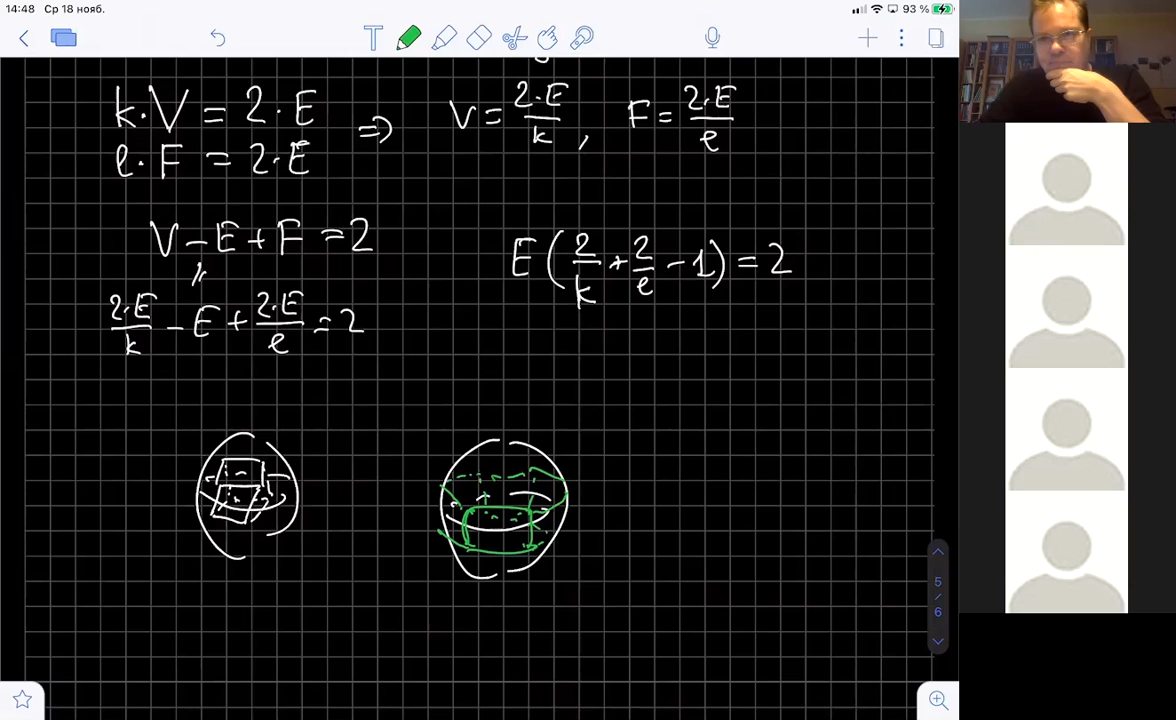 14:48 Ср 18 нояб.
93 %
T
k·V = 2·E
l·F = 2·E
=>
V = 2·E/k , F = 2·E/l
V – E + F = 2
2·E/k – E + 2·E/l = 2
E(2/k + 2/l – 1) = 2
5
/
6